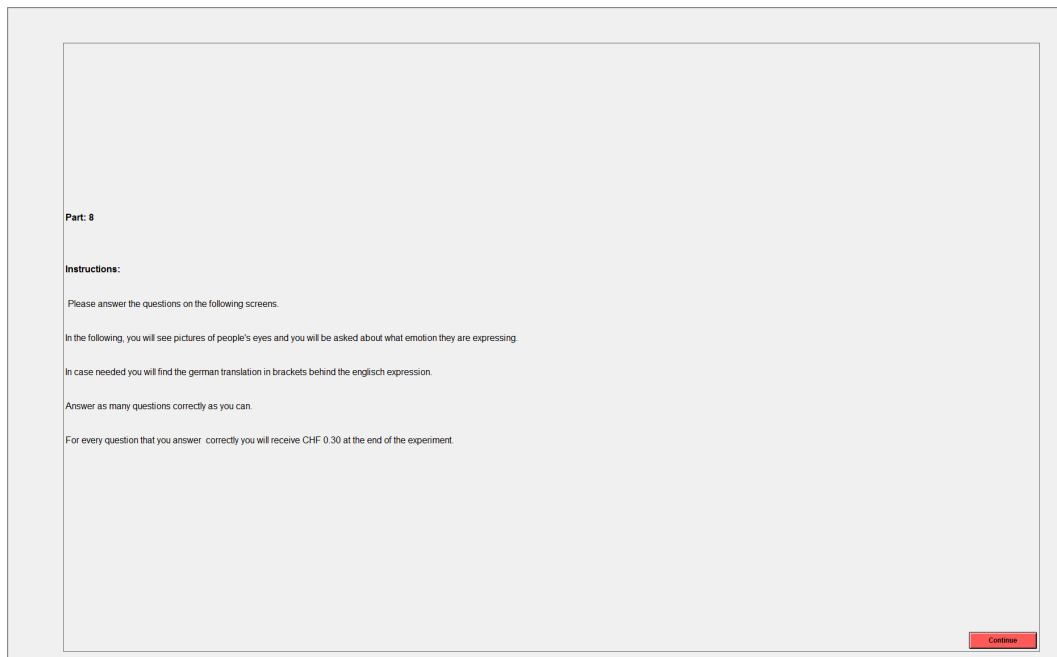 Part: 8
Instructions:
Please answer the questions on the following screens.
In the following, you will see pictures of people's eyes and you will be asked about what emotion they are expressing.
In case needed you will find the german translation in brackets behind the englisch expression.
Answer as many questions correctly as you can.
For every question that you answer correctly you will receive CHF 0.30 at the end of the experiment.
Continue